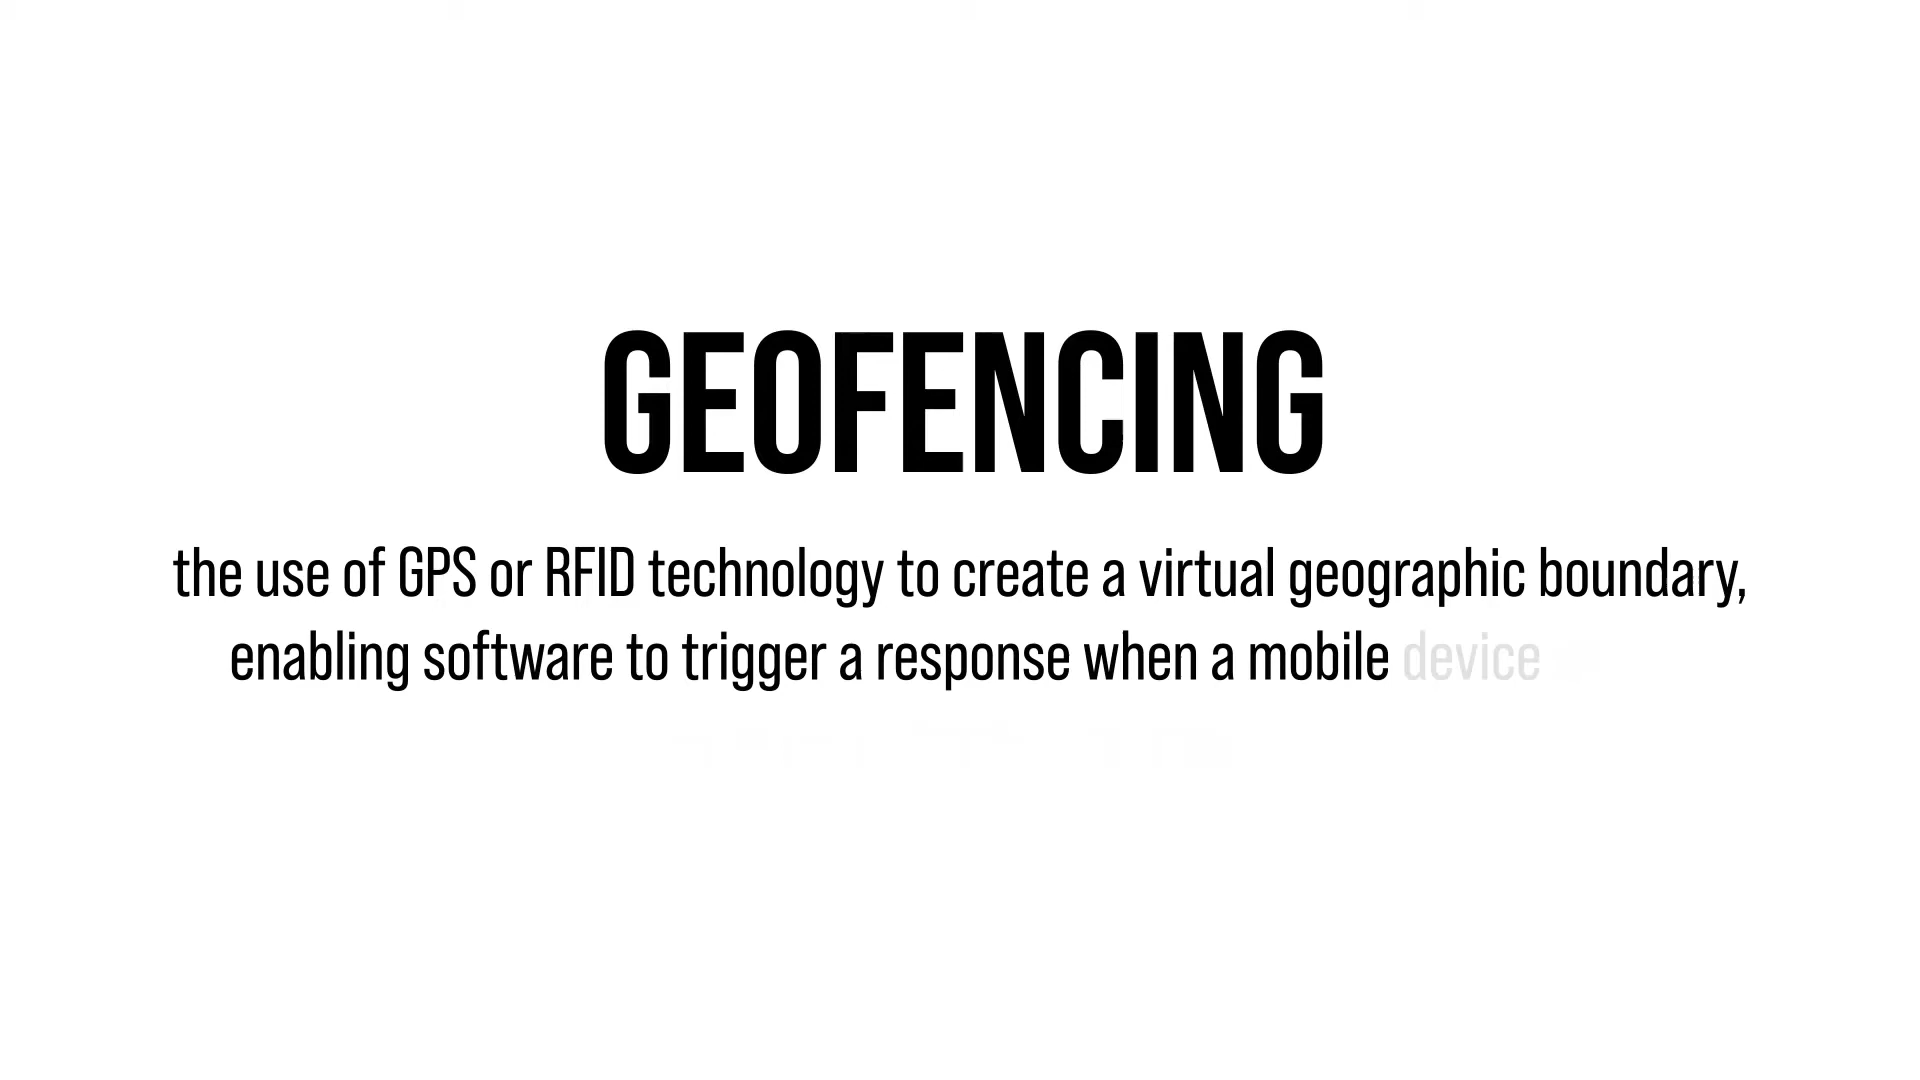 GEOFENCING
the use of GPS or RFID technology to create a virtual geographic boundary,
enabling software to trigger a response when a mobile device